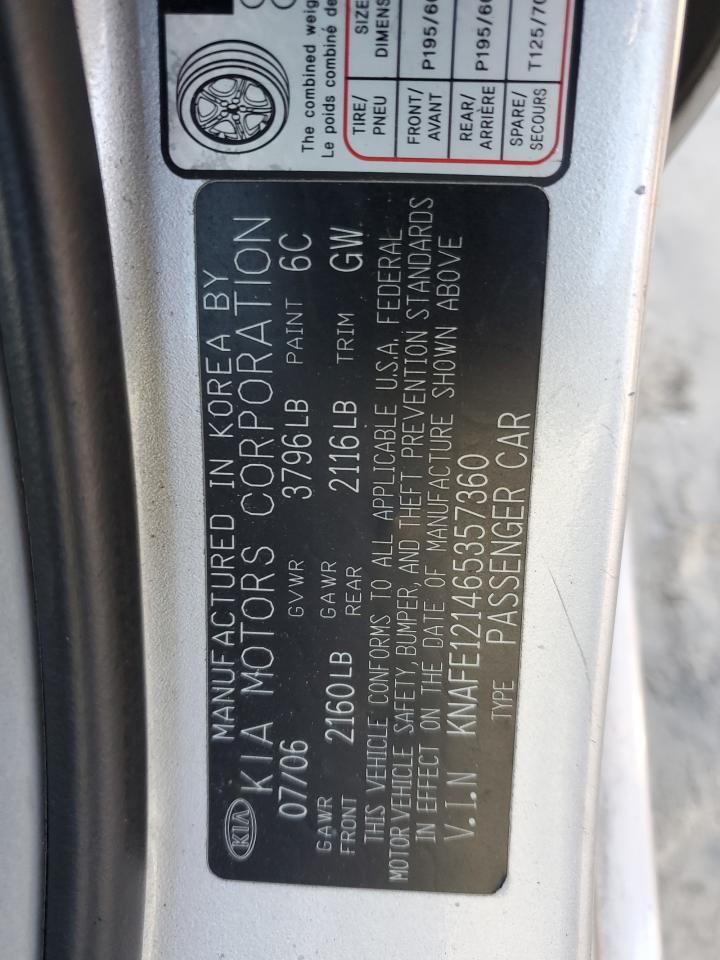 The combined weig
Le poids combiné de
TIRE/ SIZE
PNEU DIMENS
FRONT/ P195/6
AVANT
REAR/ P195/6
ARRIÈRE
SPARE/ T125/70
SECOURS
KIA
MANUFACTURED IN KOREA BY
KIA MOTORS CORPORATION
07/06 GVWR 3796LB PAINT 6C
GAWR FRONT 2160LB GAWR REAR 2116LB TRIM GW
THIS VEHICLE CONFORMS TO ALL APPLICABLE U.S.A. FEDERAL
MOTOR VEHICLE SAFETY, BUMPER, AND THEFT PREVENTION STANDARDS
IN EFFECT ON THE DATE OF MANUFACTURE SHOWN ABOVE
V.I.N KNAFE121465357360
TYPE PASSENGER CAR